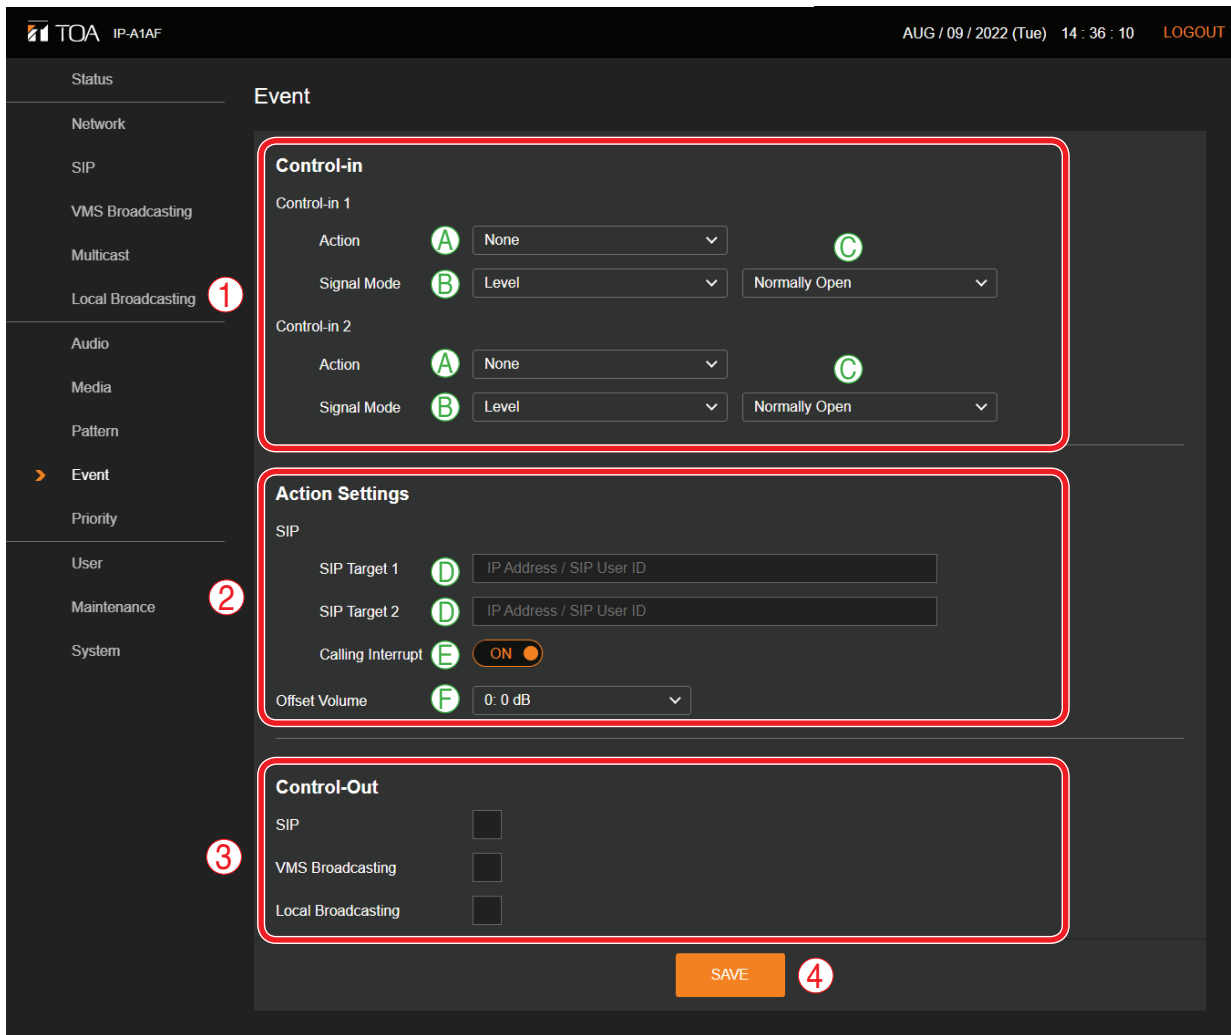 TOA IP-A1AF AUG / 09 / 2022 (Tue) 14 : 36 : 10 LOGOUT
Status
Network
SIP
VMS Broadcasting
Multicast
Local Broadcasting
Audio
Media
Pattern
Event
Priority
User
Maintenance
System
Event
1
Control-in
Control-in 1
Action A None
C
Signal Mode B Level Normally Open
Control-in 2
Action A None
C
Signal Mode B Level Normally Open
2
Action Settings
SIP
SIP Target 1 D IP Address / SIP User ID
SIP Target 2 D IP Address / SIP User ID
Calling Interrupt E ON
Offset Volume F 0: 0 dB
3
Control-Out
SIP
VMS Broadcasting
Local Broadcasting
SAVE 4